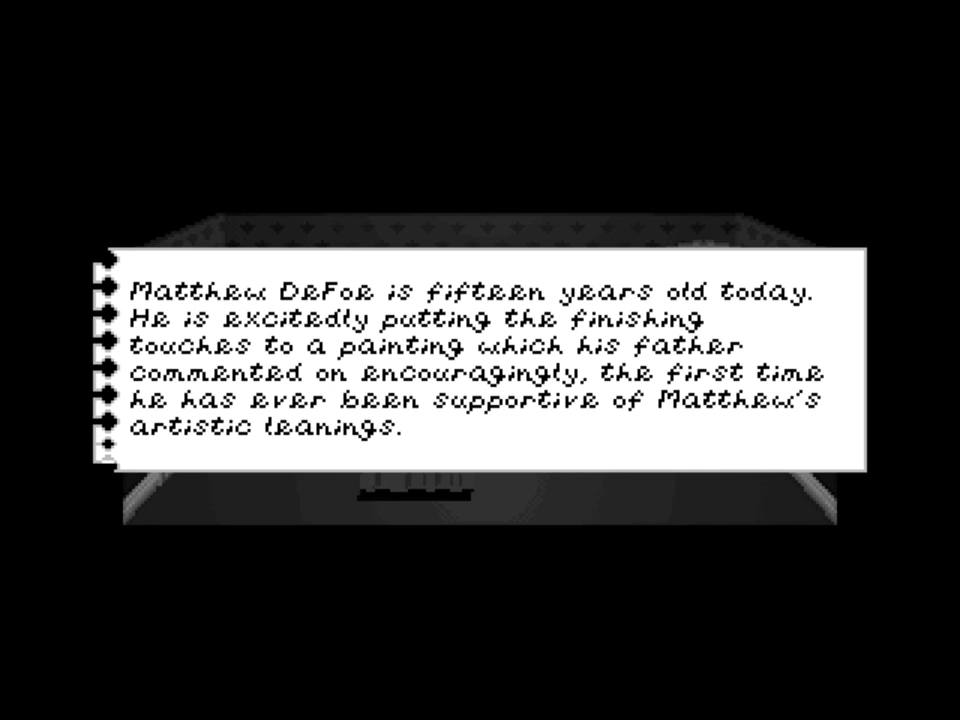 Matthew DeFoe is fifteen years old today.
He is excitedly putting the finishing
touches to a painting which his father
commented on encouragingly, the first time
he has ever been supportive of Matthew's
artistic leanings.